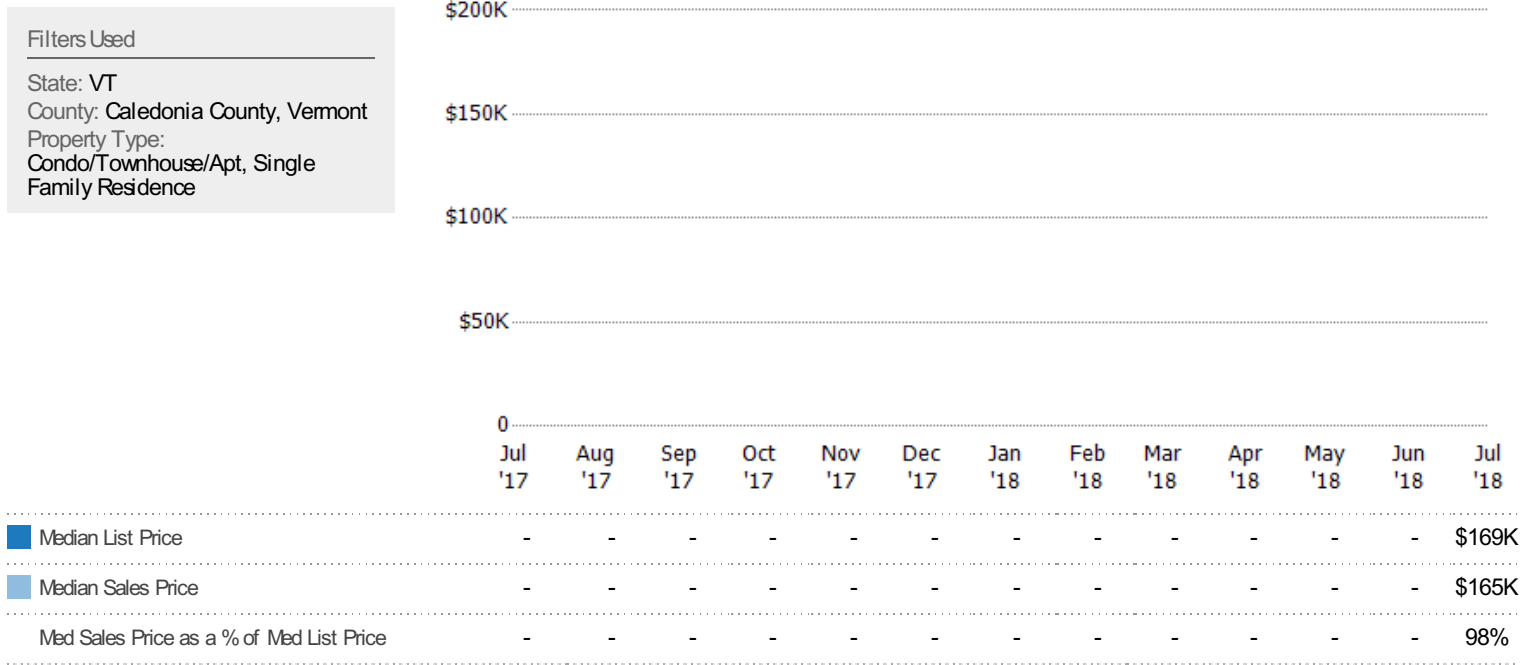 Filters Used
State: VT
County: Caledonia County, Vermont
Property Type:
Condo/Townhouse/Apt, Single
Family Residence
$200K
$150K
$100K
$50K
0
Jul Aug Sep Oct Nov Dec Jan Feb Mar Apr May Jun Jul
'17 '17 '17 '17 '17 '17 '18 '18 '18 '18 '18 '18 '18
Median List Price - - - - - - - - - - - - $169K
Median Sales Price - - - - - - - - - - - - $165K
Med Sales Price as a % of Med List Price - - - - - - - - - - - - 98%